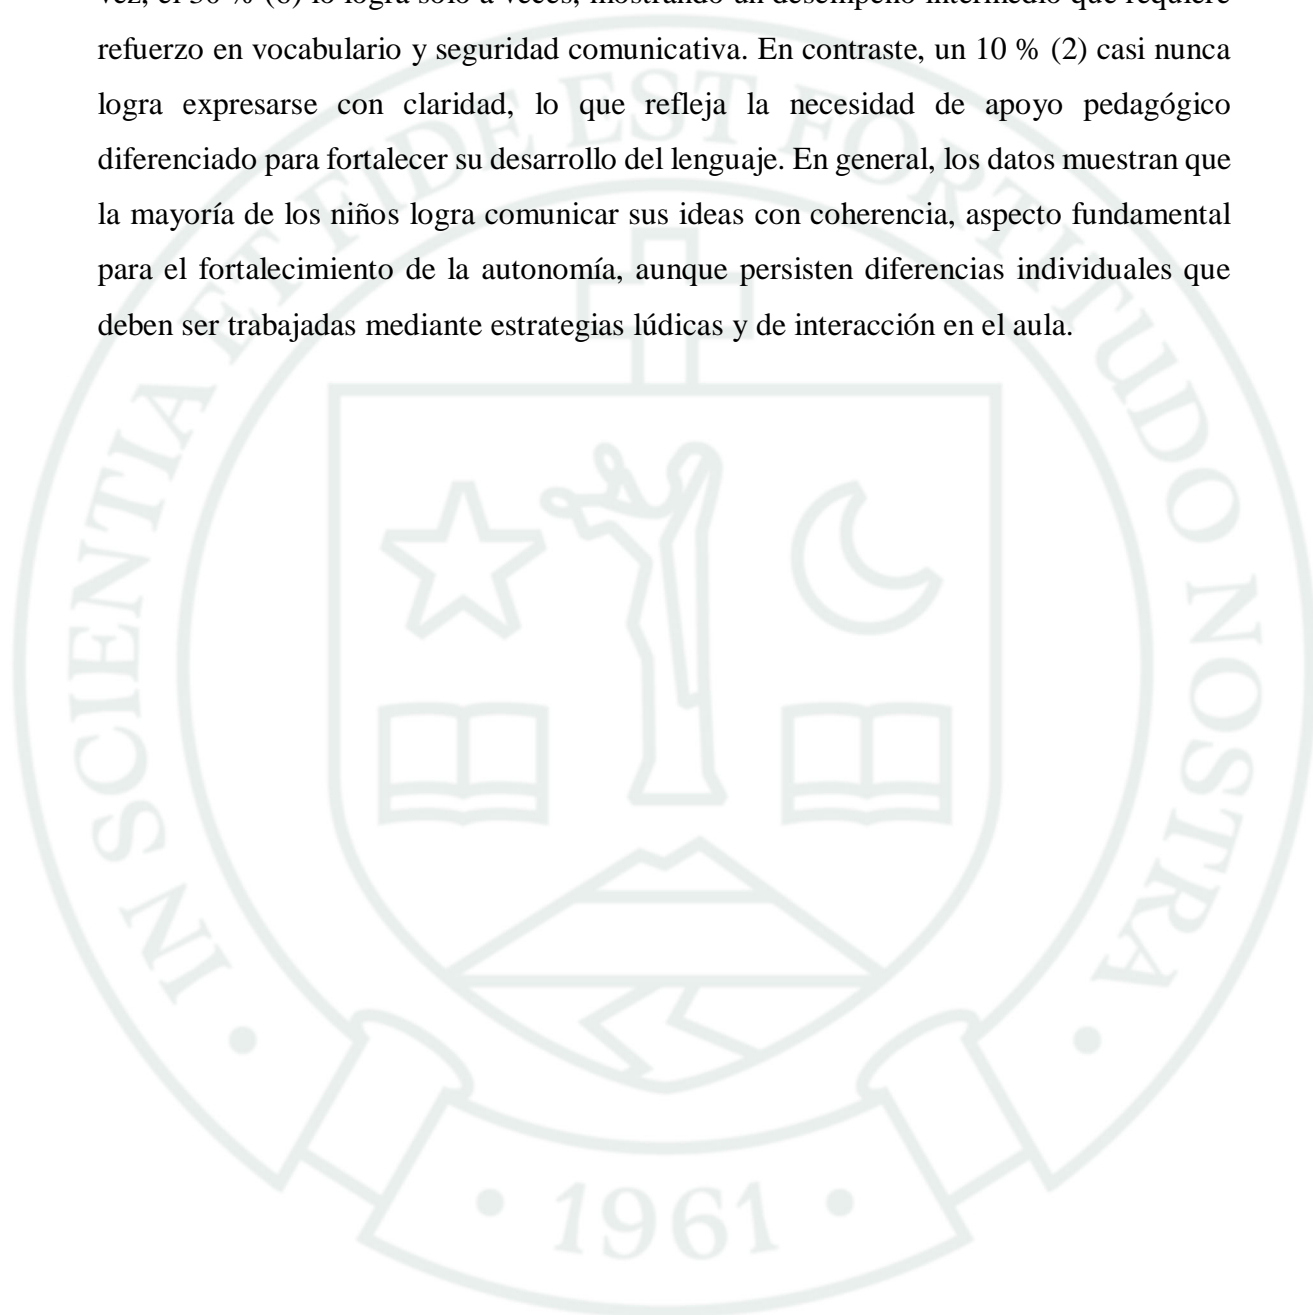 vez, el 30 % (6) lo logra solo a veces, mostrando un desempeño intermedio que requiere
refuerzo en vocabulario y seguridad comunicativa. En contraste, un 10 % (2) casi nunca
logra expresarse con claridad, lo que refleja la necesidad de apoyo pedagógico
diferenciado para fortalecer su desarrollo del lenguaje. En general, los datos muestran que
la mayoría de los niños logra comunicar sus ideas con coherencia, aspecto fundamental
para el fortalecimiento de la autonomía, aunque persisten diferencias individuales que
deben ser trabajadas mediante estrategias lúdicas y de interacción en el aula.
IN SCIENTIA ET FIDE EST FORTITUDO NOSTRA
• 1961 •